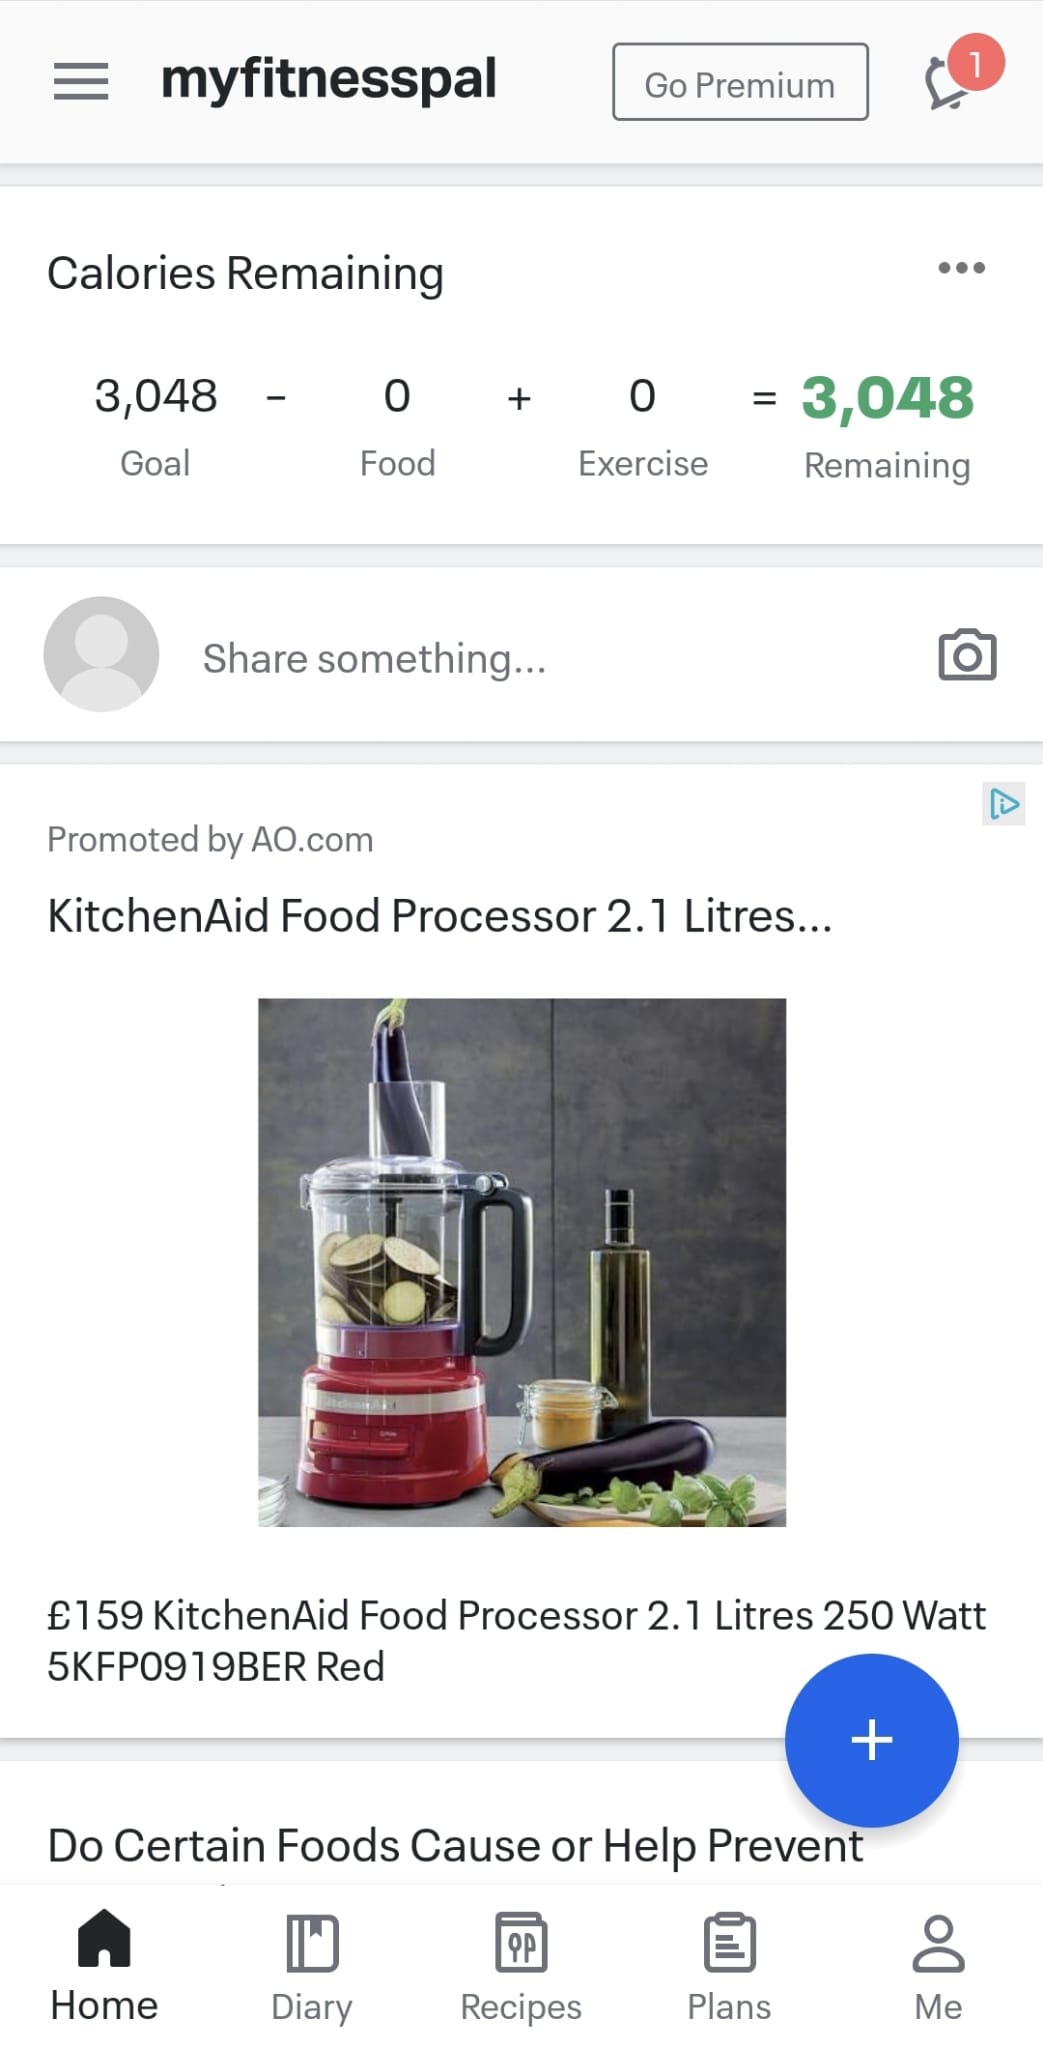 myfitnesspal
Go Premium
1
Calories Remaining
3,048 - 0 + 0 = 3,048
Goal Food Exercise Remaining
Share something...
Promoted by AO.com
KitchenAid Food Processor 2.1 Litres...
KitchenAid
£159 KitchenAid Food Processor 2.1 Litres 250 Watt
5KFP0919BER Red
+
Do Certain Foods Cause or Help Prevent
Home Diary Recipes Plans Me